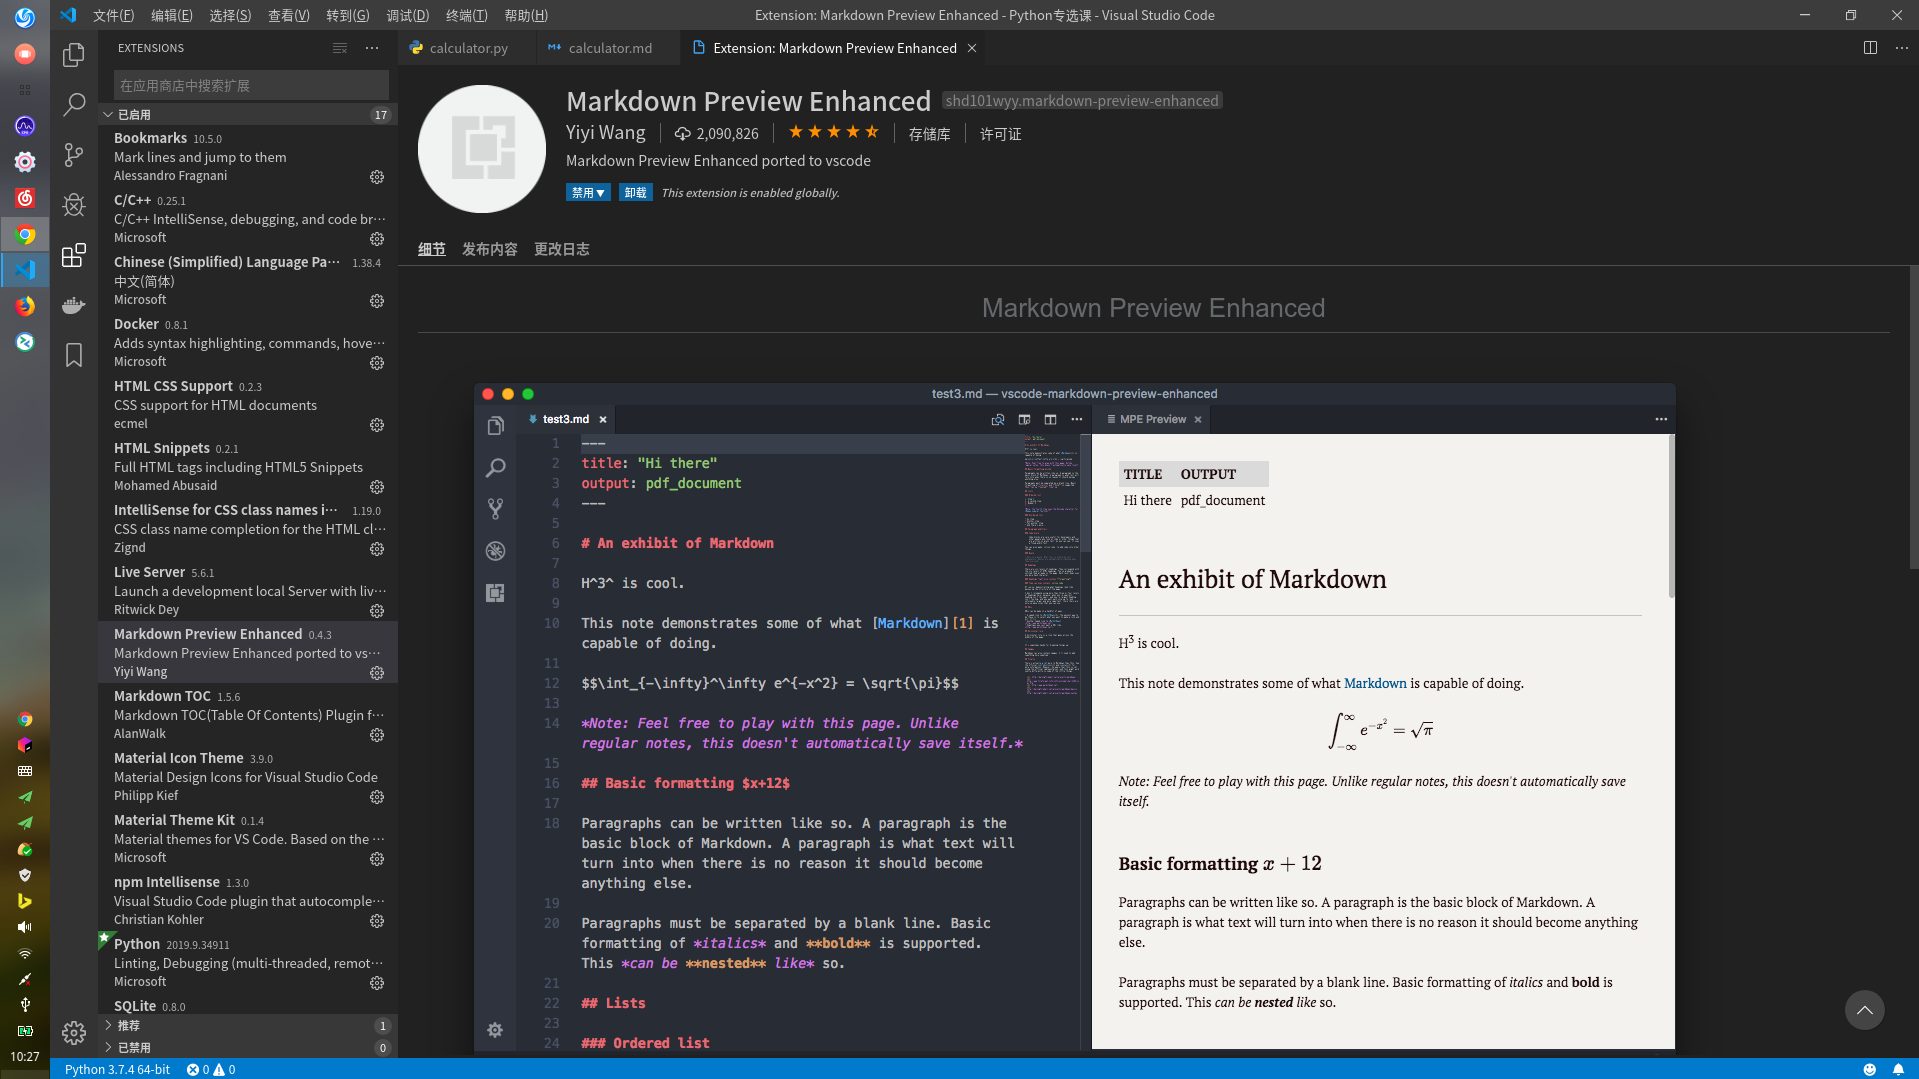 文件(F) 编辑(E) 选择(S) 查看(V) 转到(G) 调试(D) 终端(T) 帮助(H)
Extension: Markdown Preview Enhanced - Python专选课 - Visual Studio Code
EXTENSIONS
在应用商店中搜索扩展
已启用 17
Bookmarks 10.5.0
Mark lines and jump to them
Alessandro Fragnani
C/C++ 0.25.1
C/C++ IntelliSense, debugging, and code br···
Microsoft
Chinese (Simplified) Language Pa··· 1.38.4
中文(简体)
Microsoft
Docker 0.8.1
Adds syntax highlighting, commands, hove···
Microsoft
HTML CSS Support 0.2.3
CSS support for HTML documents
ecmel
HTML Snippets 0.2.1
Full HTML tags including HTML5 Snippets
Mohamed Abusaid
IntelliSense for CSS class names i··· 1.19.0
CSS class name completion for the HTML cl···
Zignd
Live Server 5.6.1
Launch a development local Server with liv···
Ritwick Dey
Markdown Preview Enhanced 0.4.3
Markdown Preview Enhanced ported to vs···
Yiyi Wang
Markdown TOC 1.5.6
Markdown TOC(Table Of Contents) Plugin f···
AlanWalk
Material Icon Theme 3.9.0
Material Design Icons for Visual Studio Code
Philipp Kief
Material Theme Kit 0.1.4
Material themes for VS Code. Based on the ···
Microsoft
npm Intellisense 1.3.0
Visual Studio Code plugin that autocomple···
Christian Kohler
Python 2019.9.34911
Linting, Debugging (multi-threaded, remot···
Microsoft
SQLite 0.8.0
推荐 1
已禁用 0
calculator.py
calculator.md
Extension: Markdown Preview Enhanced
Markdown Preview Enhanced shd101wyy.markdown-preview-enhanced
Yiyi Wang 2,090,826 存储库 许可证
Markdown Preview Enhanced ported to vscode
禁用 卸载 This extension is enabled globally.
细节 发布内容 更改日志
Markdown Preview Enhanced
test3.md — vscode-markdown-preview-enhanced
test3.md
1 ---
2 title: "Hi there"
3 output: pdf_document
4 ---
5
6 # An exhibit of Markdown
7
8 H^3^ is cool.
9
10 This note demonstrates some of what [Markdown][1] is
capable of doing.
11
12 $$\int_{-\infty}^\infty e^{-x^2} = \sqrt{\pi}$$
13
14 *Note: Feel free to play with this page. Unlike
regular notes, this doesn't automatically save itself.*
15
16 ## Basic formatting $x+12$
17
18 Paragraphs can be written like so. A paragraph is the
basic block of Markdown. A paragraph is what text will
turn into when there is no reason it should become
anything else.
19
20 Paragraphs must be separated by a blank line. Basic
formatting of *italics* and **bold** is supported.
This *can be **nested** like* so.
21
22 ## Lists
23
24 ### Ordered list
MPE Preview
TITLE OUTPUT
Hi there pdf_document
An exhibit of Markdown
H³ is cool.
This note demonstrates some of what Markdown is capable of doing.
∫_{-∞}^{∞} e^{-x²} = √π
Note: Feel free to play with this page. Unlike regular notes, this doesn't automatically save
itself.
Basic formatting x + 12
Paragraphs can be written like so. A paragraph is the basic block of Markdown. A
paragraph is what text will turn into when there is no reason it should become anything
else.
Paragraphs must be separated by a blank line. Basic formatting of italics and bold is
supported. This can be nested like so.
10:27
Python 3.7.4 64-bit 0 0